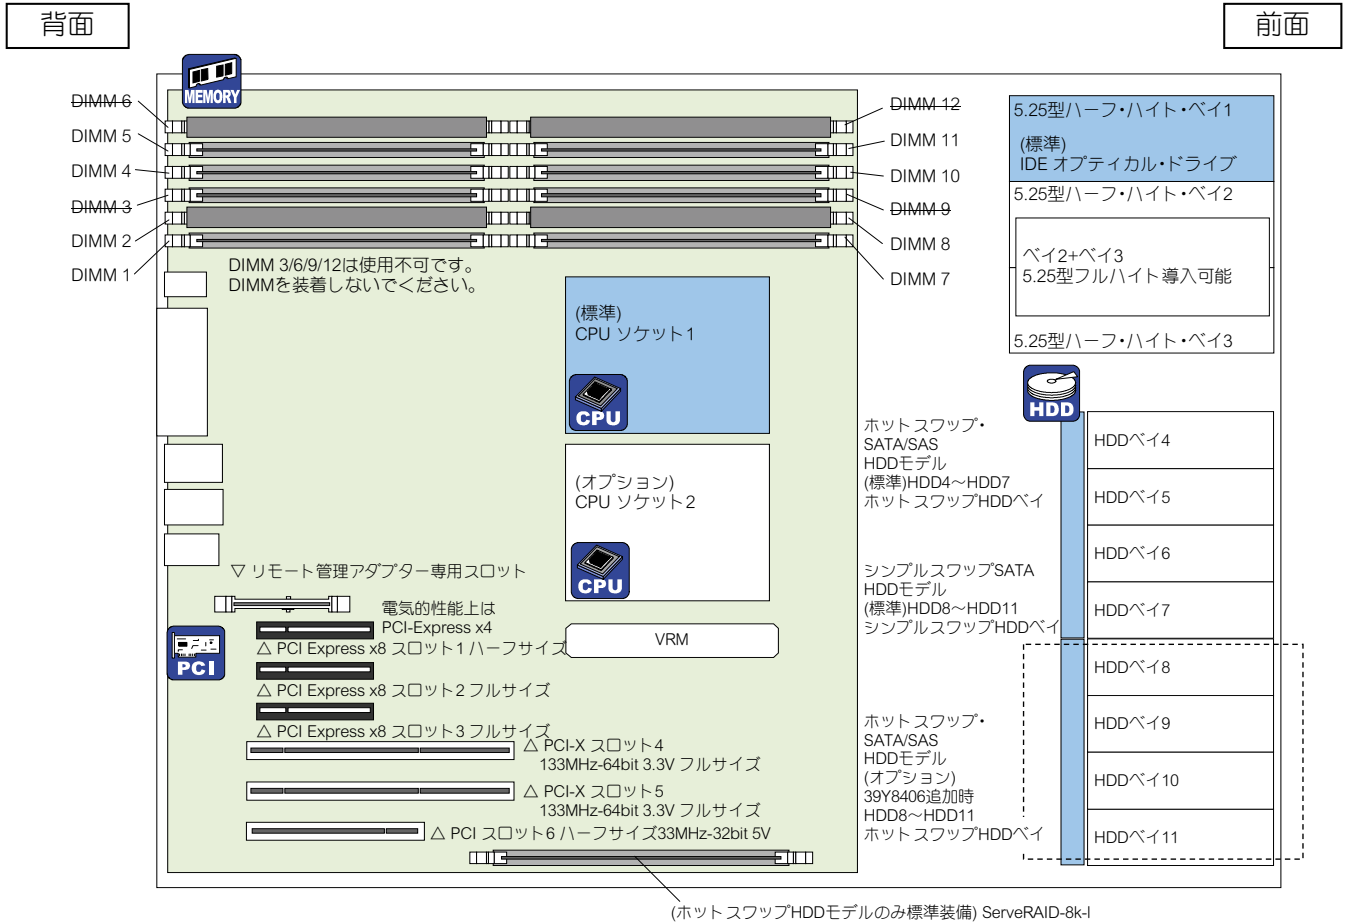 背面
前面
MEMORY
DIMM 6
DIMM 5
DIMM 4
DIMM 3
DIMM 2
DIMM 1
DIMM 12
DIMM 11
DIMM 10
DIMM 9
DIMM 8
DIMM 7
DIMM 3/6/9/12は使用不可です。
DIMMを装着しないでください。
5.25型ハーフ・ハイト・ベイ1
(標準)
IDE オプティカル・ドライブ
5.25型ハーフ・ハイト・ベイ2
ベイ2+ベイ3
5.25型フルハイト導入可能
5.25型ハーフ・ハイト・ベイ3
(標準)
CPU ソケット1
CPU
(オプション)
CPU ソケット2
CPU
VRM
HDD
ホットスワップ・
SATA/SAS
HDDモデル
(標準)HDD4～HDD7
ホットスワップHDDベイ
シンプルスワップSATA
HDDモデル
(標準)HDD8～HDD11
シンプルスワップHDDベイ
ホットスワップ・
SATA/SAS
HDDモデル
(オプション)
39Y8406追加時
HDD8～HDD11
ホットスワップHDDベイ
HDDベイ4
HDDベイ5
HDDベイ6
HDDベイ7
HDDベイ8
HDDベイ9
HDDベイ10
HDDベイ11
▽ リモート管理アダプター専用スロット
電気的性能上は
PCI-Express x4
PCI
△ PCI Express x8 スロット1 ハーフサイズ
△ PCI Express x8 スロット2 フルサイズ
△ PCI Express x8 スロット3 フルサイズ
△ PCI-X スロット4
133MHz-64bit 3.3V フルサイズ
△ PCI-X スロット5
133MHz-64bit 3.3V フルサイズ
△ PCI スロット6 ハーフサイズ33MHz-32bit 5V
(ホットスワップHDDモデルのみ標準装備) ServeRAID-8k-l